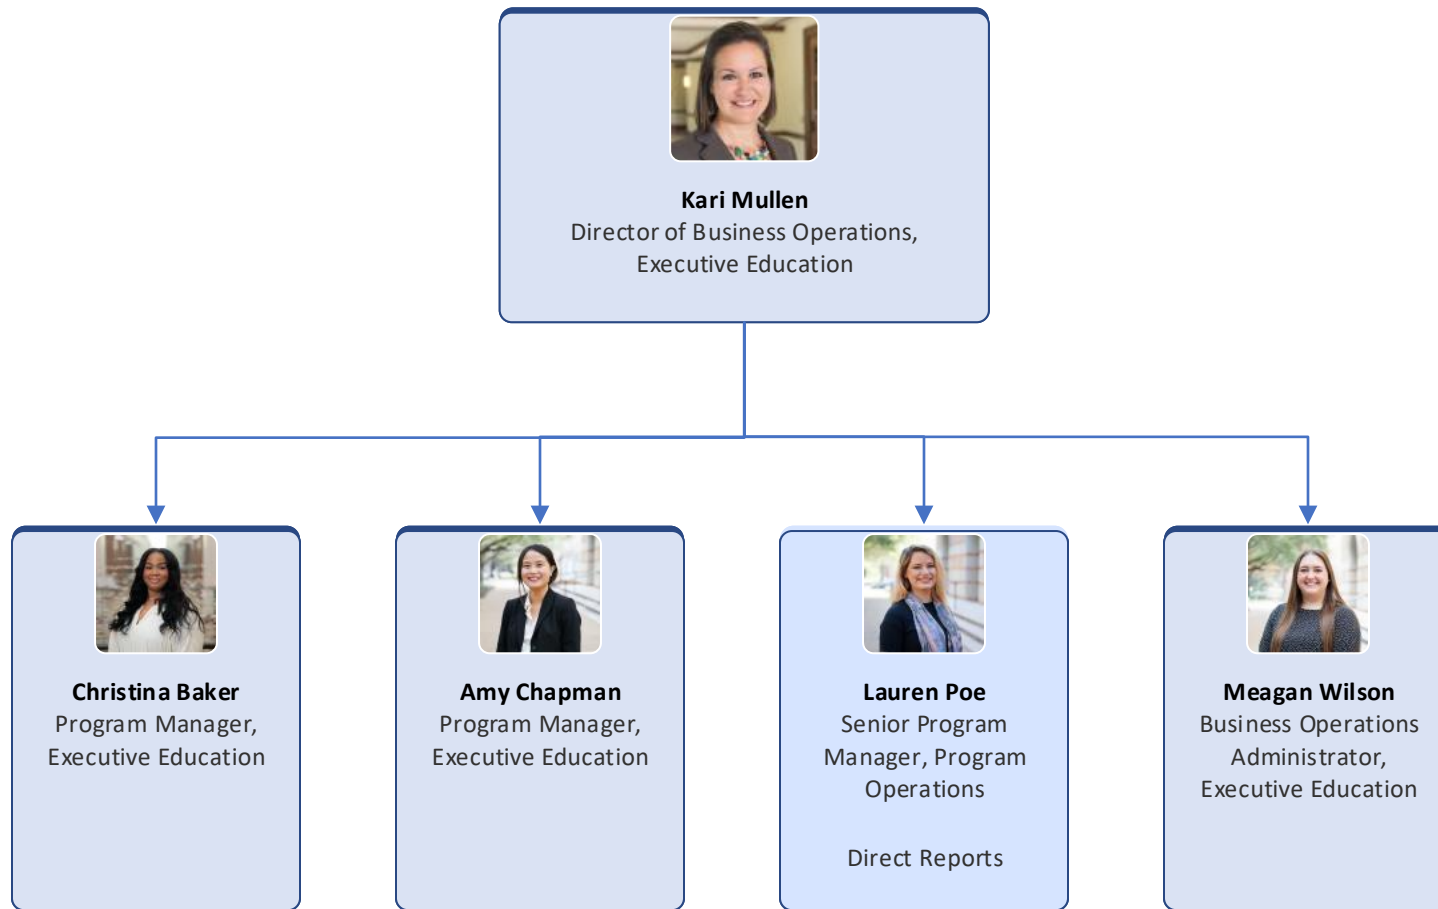 Kari Mullen
Director of Business Operations,
Executive Education
Christina Baker
Program Manager,
Executive Education
Amy Chapman
Program Manager,
Executive Education
Lauren Poe
Senior Program
Manager, Program
Operations
Direct Reports
Meagan Wilson
Business Operations
Administrator,
Executive Education